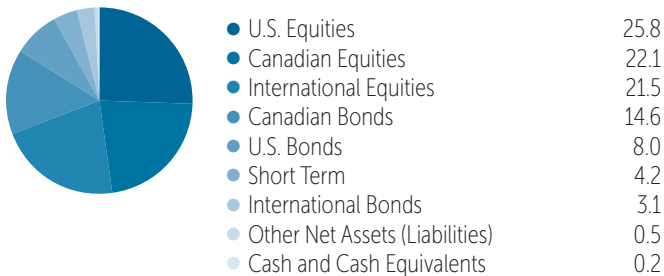 U.S. Equities 25.8
Canadian Equities 22.1
International Equities 21.5
Canadian Bonds 14.6
U.S. Bonds 8.0
Short Term 4.2
International Bonds 3.1
Other Net Assets (Liabilities) 0.5
Cash and Cash Equivalents 0.2